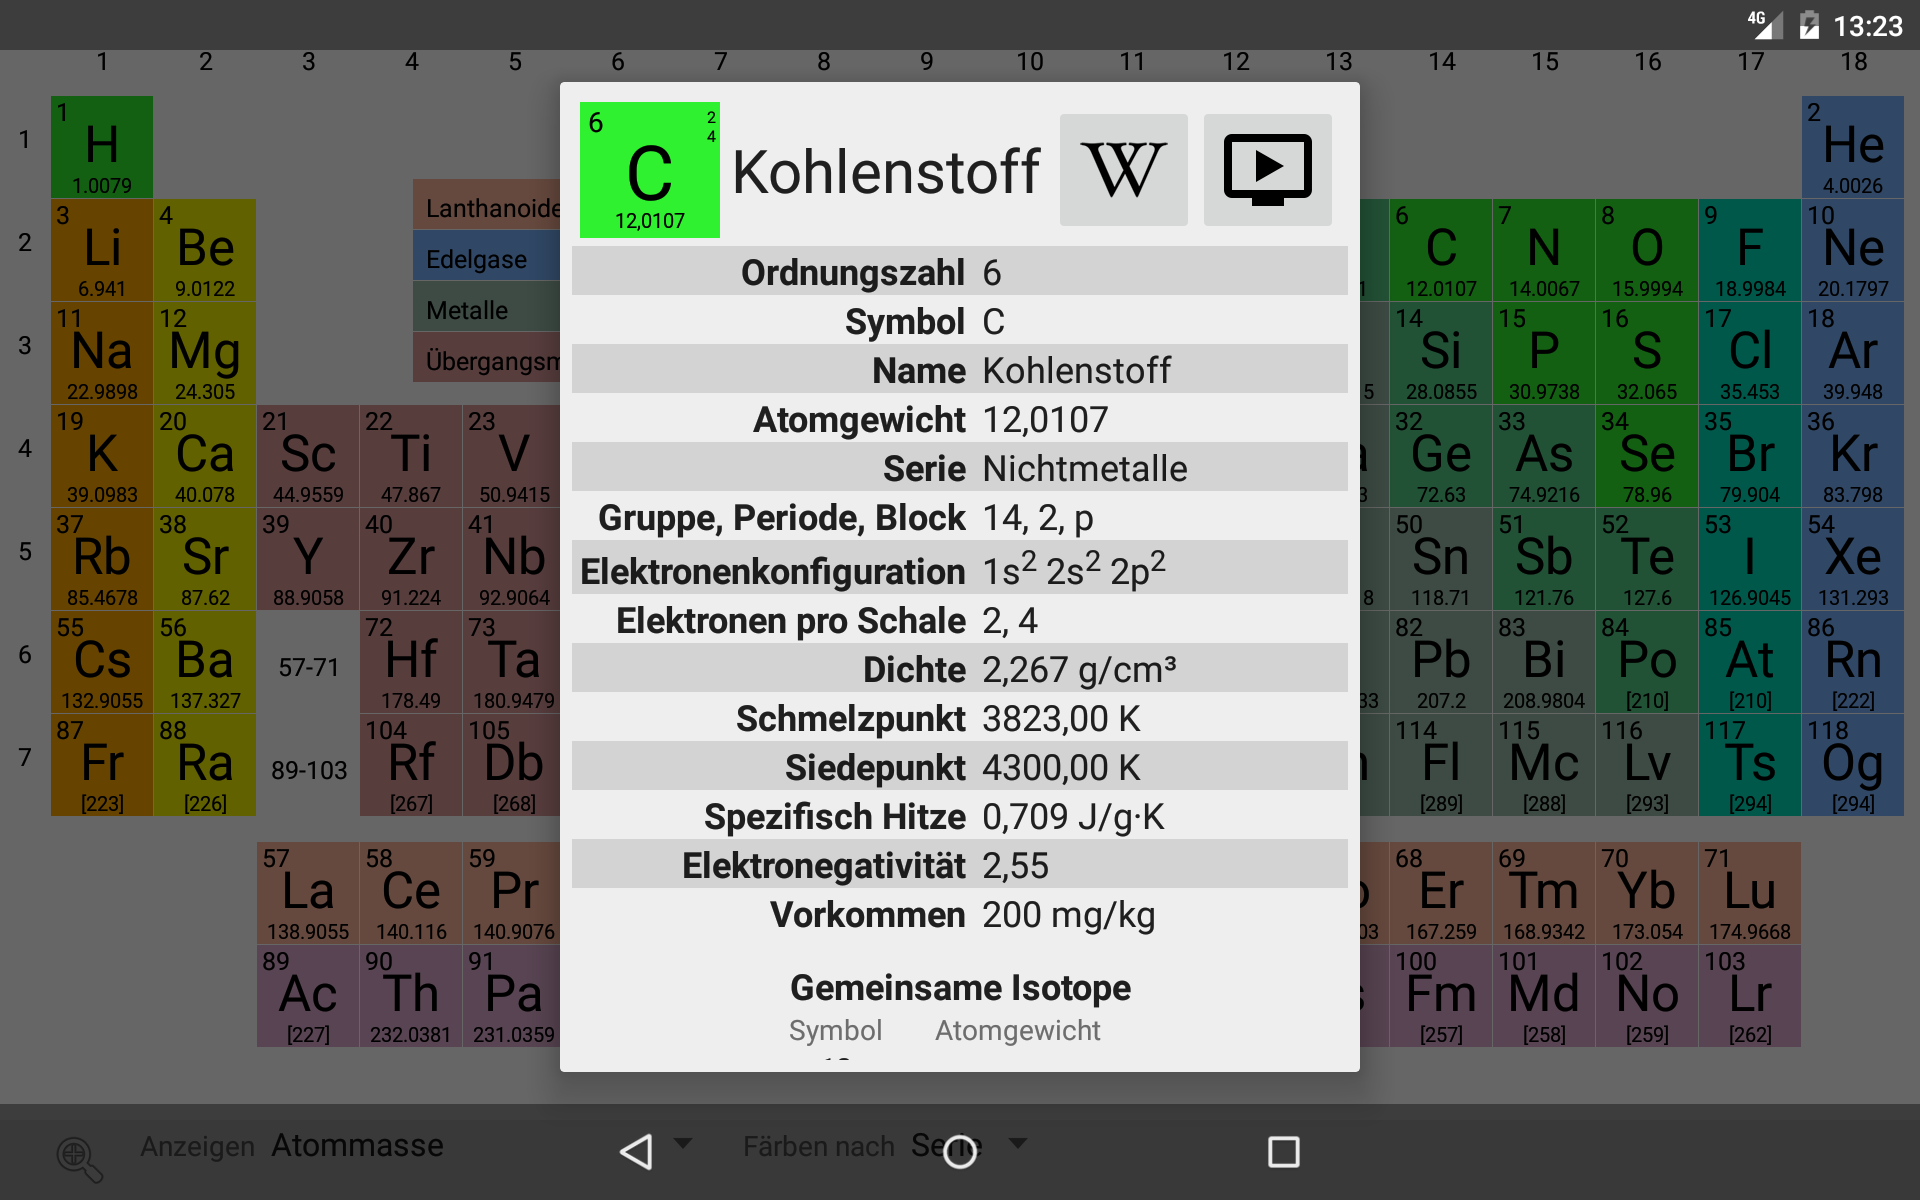 4G 13:23
1 2 3 4 5 6 7 8 9 10 11 12 13 14 15 16 17 18
1
1 H 1.0079
2 He 4.0026
2
3 Li 6.941
4 Be 9.0122
6 C 12.0107
7 N 14.0067
8 O 15.9994
9 F 18.9984
10 Ne 20.1797
3
11 Na 22.9898
12 Mg 24.305
14 Si 28.0855
15 P 30.9738
16 S 32.065
17 Cl 35.453
18 Ar 39.948
4
19 K 39.0983
20 Ca 40.078
21 Sc 44.9559
22 Ti 47.867
23 V 50.9415
32 Ge 72.63
33 As 74.9216
34 Se 78.96
35 Br 79.904
36 Kr 83.798
5
37 Rb 85.4678
38 Sr 87.62
39 Y 88.9058
40 Zr 91.224
41 Nb 92.9064
50 Sn 118.71
51 Sb 121.76
52 Te 127.6
53 I 126.9045
54 Xe 131.293
6
55 Cs 132.9055
56 Ba 137.327
57-71
72 Hf 178.49
73 Ta 180.9479
82 Pb 207.2
83 Bi 208.9804
84 Po [210]
85 At [210]
86 Rn [222]
7
87 Fr [223]
88 Ra [226]
89-103
104 Rf [267]
105 Db [268]
114 Fl [289]
115 Mc [288]
116 Lv [293]
117 Ts [294]
118 Og [294]
57 La 138.9055
58 Ce 140.116
59 Pr 140.9076
68 Er 167.259
69 Tm 168.9342
70 Yb 173.054
71 Lu 174.9668
89 Ac [227]
90 Th 232.0381
91 Pa 231.0359
100 Fm [257]
101 Md [258]
102 No [259]
103 Lr [262]
Lanthanoide
Edelgase
Metalle
Übergangsm
6 2 4
C
12,0107
Kohlenstoff W
Ordnungszahl 6
Symbol C
Name Kohlenstoff
Atomgewicht 12,0107
Serie Nichtmetalle
Gruppe, Periode, Block 14, 2, p
Elektronenkonfiguration 1s² 2s² 2p²
Elektronen pro Schale 2, 4
Dichte 2,267 g/cm³
Schmelzpunkt 3823,00 K
Siedepunkt 4300,00 K
Spezifisch Hitze 0,709 J/g·K
Elektronegativität 2,55
Vorkommen 200 mg/kg
Gemeinsame Isotope
Symbol Atomgewicht
Anzeigen Atommasse Färben nach Serie